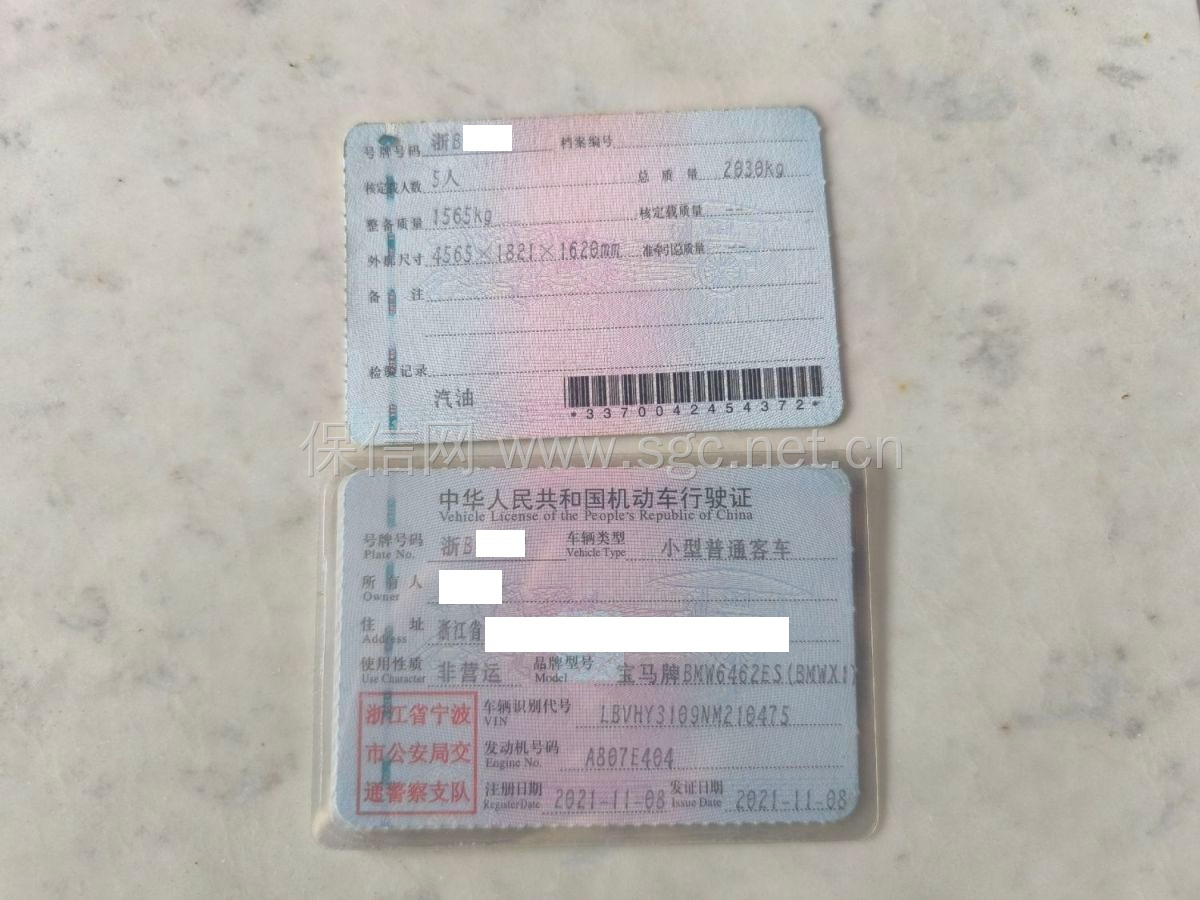 号牌号码 浙B 档案编号
核定载人数 5人 总质量 2030kg
整备质量 1565kg 核定载质量 --
外廓尺寸 4565×1821×1620mm 准牵引总质量 --
备注
检验记录
汽油
*3370042454372*
保信网 www.sgc.net.cn
中华人民共和国机动车行驶证
Vehicle License of the People's Republic of China
号牌号码 浙B 车辆类型 小型普通客车
Plate No. Vehicle Type
所有人
Owner
住址 浙江省
Address
使用性质 非营运 品牌型号 宝马牌BMW6462ES(BMWX1)
Use Character Model
浙江省宁波
市公安局交
通警察支队
车辆识别代号 LBVHY3109NM210475
VIN
发动机号码 A807E404
Engine No.
注册日期 2021-11-08 发证日期 2021-11-08
Register Date Issue Date